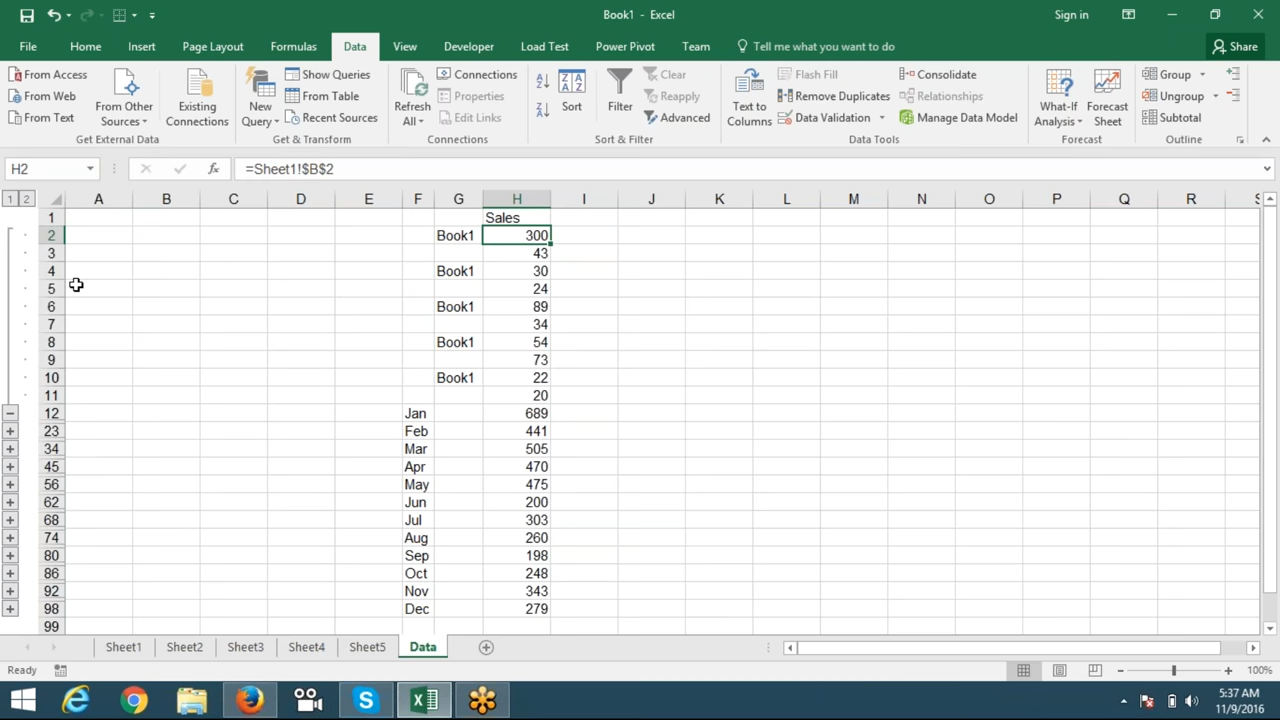 Book1 - Excel
Sign in
File Home Insert Page Layout Formulas Data View Developer Load Test Power Pivot Team Tell me what you want to do Share
From Access
From Web
From Text
From Other Sources
Existing Connections
Get External Data
New Query
Show Queries
From Table
Recent Sources
Get & Transform
Refresh All
Connections
Properties
Edit Links
Connections
Sort
Filter
Clear
Reapply
Advanced
Sort & Filter
Text to Columns
Flash Fill
Remove Duplicates
Data Validation
Consolidate
Relationships
Manage Data Model
Data Tools
What-If Analysis
Forecast Sheet
Forecast
Group
Ungroup
Subtotal
Outline
H2 fx =Sheet1!$B$2
1 2 A B C D E F G H I J K L M N O P Q R S
1 Sales
2 Book1 300
3 43
4 Book1 30
5 24
6 Book1 89
7 34
8 Book1 54
9 73
10 Book1 22
11 20
12 Jan 689
23 Feb 441
34 Mar 505
45 Apr 470
56 May 475
62 Jun 200
68 Jul 303
74 Aug 260
80 Sep 198
86 Oct 248
92 Nov 343
98 Dec 279
99
Sheet1 Sheet2 Sheet3 Sheet4 Sheet5 Data
Ready 100%
5:37 AM
11/9/2016